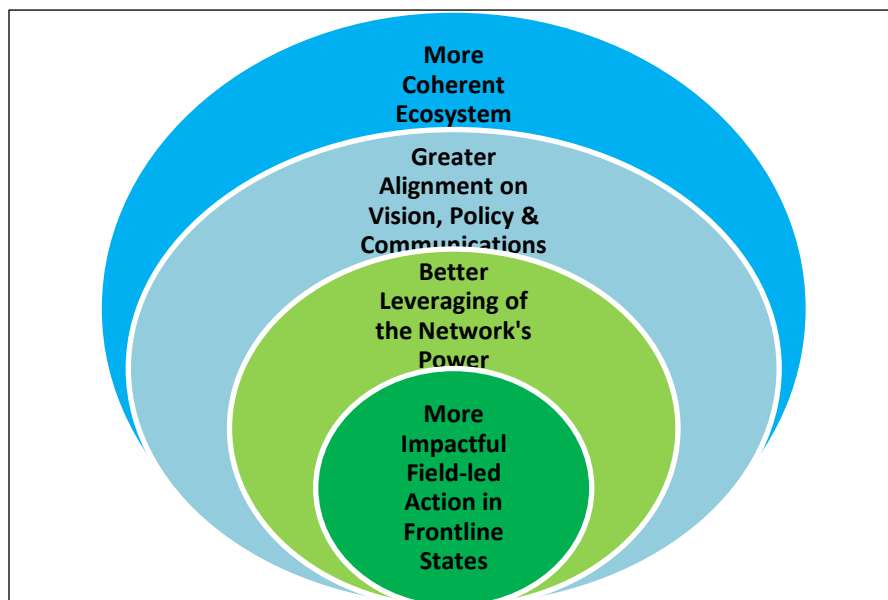 More
Coherent
Ecosystem
Greater
Alignment on
Vision, Policy &
Communications
Better
Leveraging of
the Network's
Power
More
Impactful
Field-led
Action in
Frontline
States